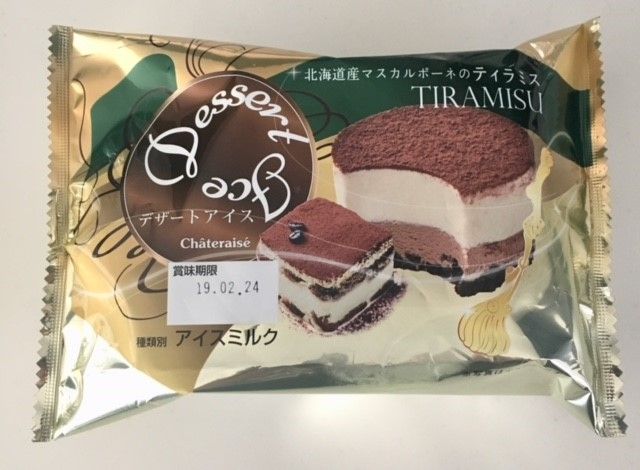 北海道産マスカルポーネのティラミス
TIRAMISU
Dessert
Ice
デザートアイス
Châteraisé
賞味期限
19.02.24
種類別 アイスミルク